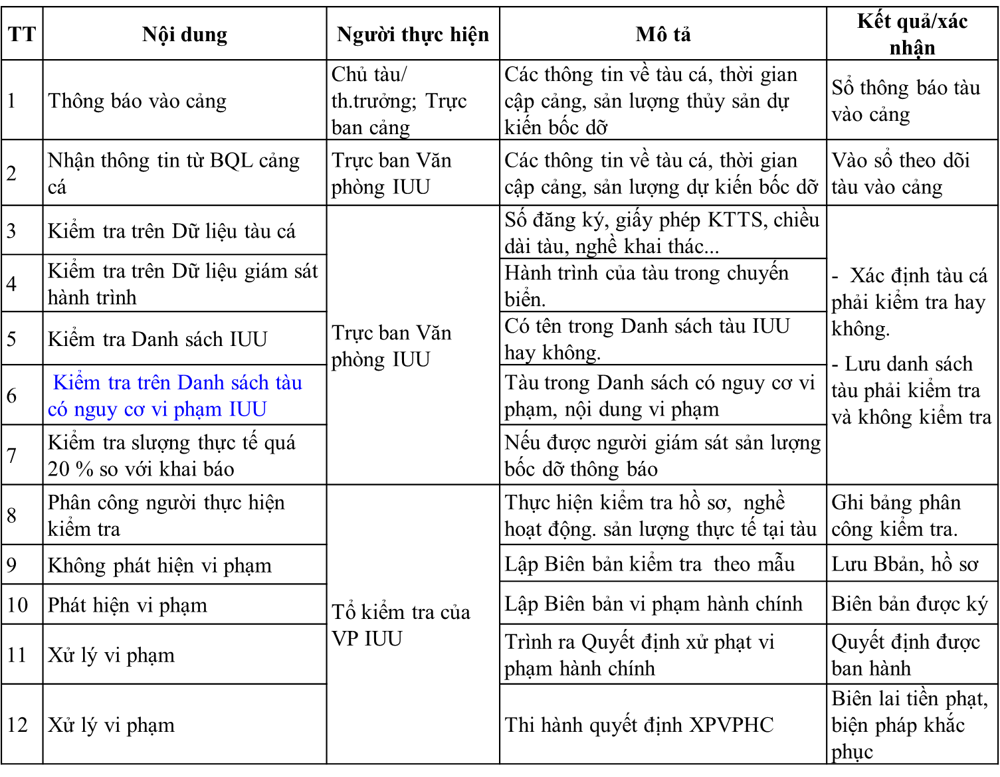 TT
Nội dung
Người thực hiện
Mô tả
Kết quả/xác
nhận
1
Thông báo vào cảng
Chủ tàu/
th.trưởng; Trực
ban cảng
Các thông tin về tàu cá, thời gian
cập cảng, sản lượng thủy sản dự
kiến bốc dỡ
Sổ thông báo tàu
vào cảng
2
Nhận thông tin từ BQL cảng
cá
Trực ban Văn
phòng IUU
Các thông tin về tàu cá, thời gian
cập cảng, sản lượng dự kiến bốc dỡ
Vào sổ theo dõi
tàu vào cảng
3
Kiểm tra trên Dữ liệu tàu cá
Trực ban Văn
phòng IUU
Số đăng ký, giấy phép KTTS, chiều
dài tàu, nghề khai thác...
- Xác định tàu cá
phải kiểm tra hay
không.
- Lưu danh sách
tàu phải kiểm tra
và không kiểm tra
4
Kiểm tra trên Dữ liệu giám sát
hành trình
Hành trình của tàu trong chuyến
biển.
5
Kiểm tra Danh sách IUU
Có tên trong Danh sách tàu IUU
hay không.
6
Kiểm tra trên Danh sách tàu
có nguy cơ vi phạm IUU
Tàu trong Danh sách có nguy cơ vi
phạm, nội dung vi phạm
7
Kiểm tra slượng thực tế quá
20 % so với khai báo
Nếu được người giám sát sản lượng
bốc dỡ thông báo
8
Phân công người thực hiện
kiểm tra
Tổ kiểm tra của
VP IUU
Thực hiện kiểm tra hồ sơ, nghề
hoạt động. sản lượng thực tế tại tàu
Ghi bảng phân
công kiểm tra.
9
Không phát hiện vi phạm
Lập Biên bản kiểm tra theo mẫu
Lưu Bbản, hồ sơ
10
Phát hiện vi phạm
Lập Biên bản vi phạm hành chính
Biên bản được ký
11
Xử lý vi phạm
Trình ra Quyết định xử phạt vi
phạm hành chính
Quyết định được
ban hành
12
Xử lý vi phạm
Thi hành quyết định XPVPHC
Biên lai tiền phạt,
biện pháp khắc
phục